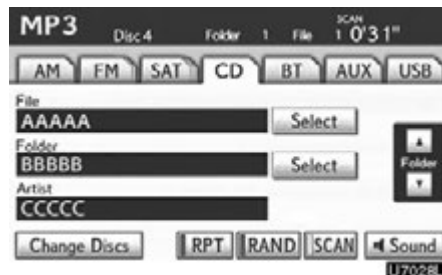 MP3 Disc 4 Folder 1 File 1 SCAN 0'31"
AM FM SAT CD BT AUX USB
File
AAAAA Select
Folder
BBBBB Select
Folder
Artist
CCCCC
Change Discs RPT RAND SCAN Sound
U7028L